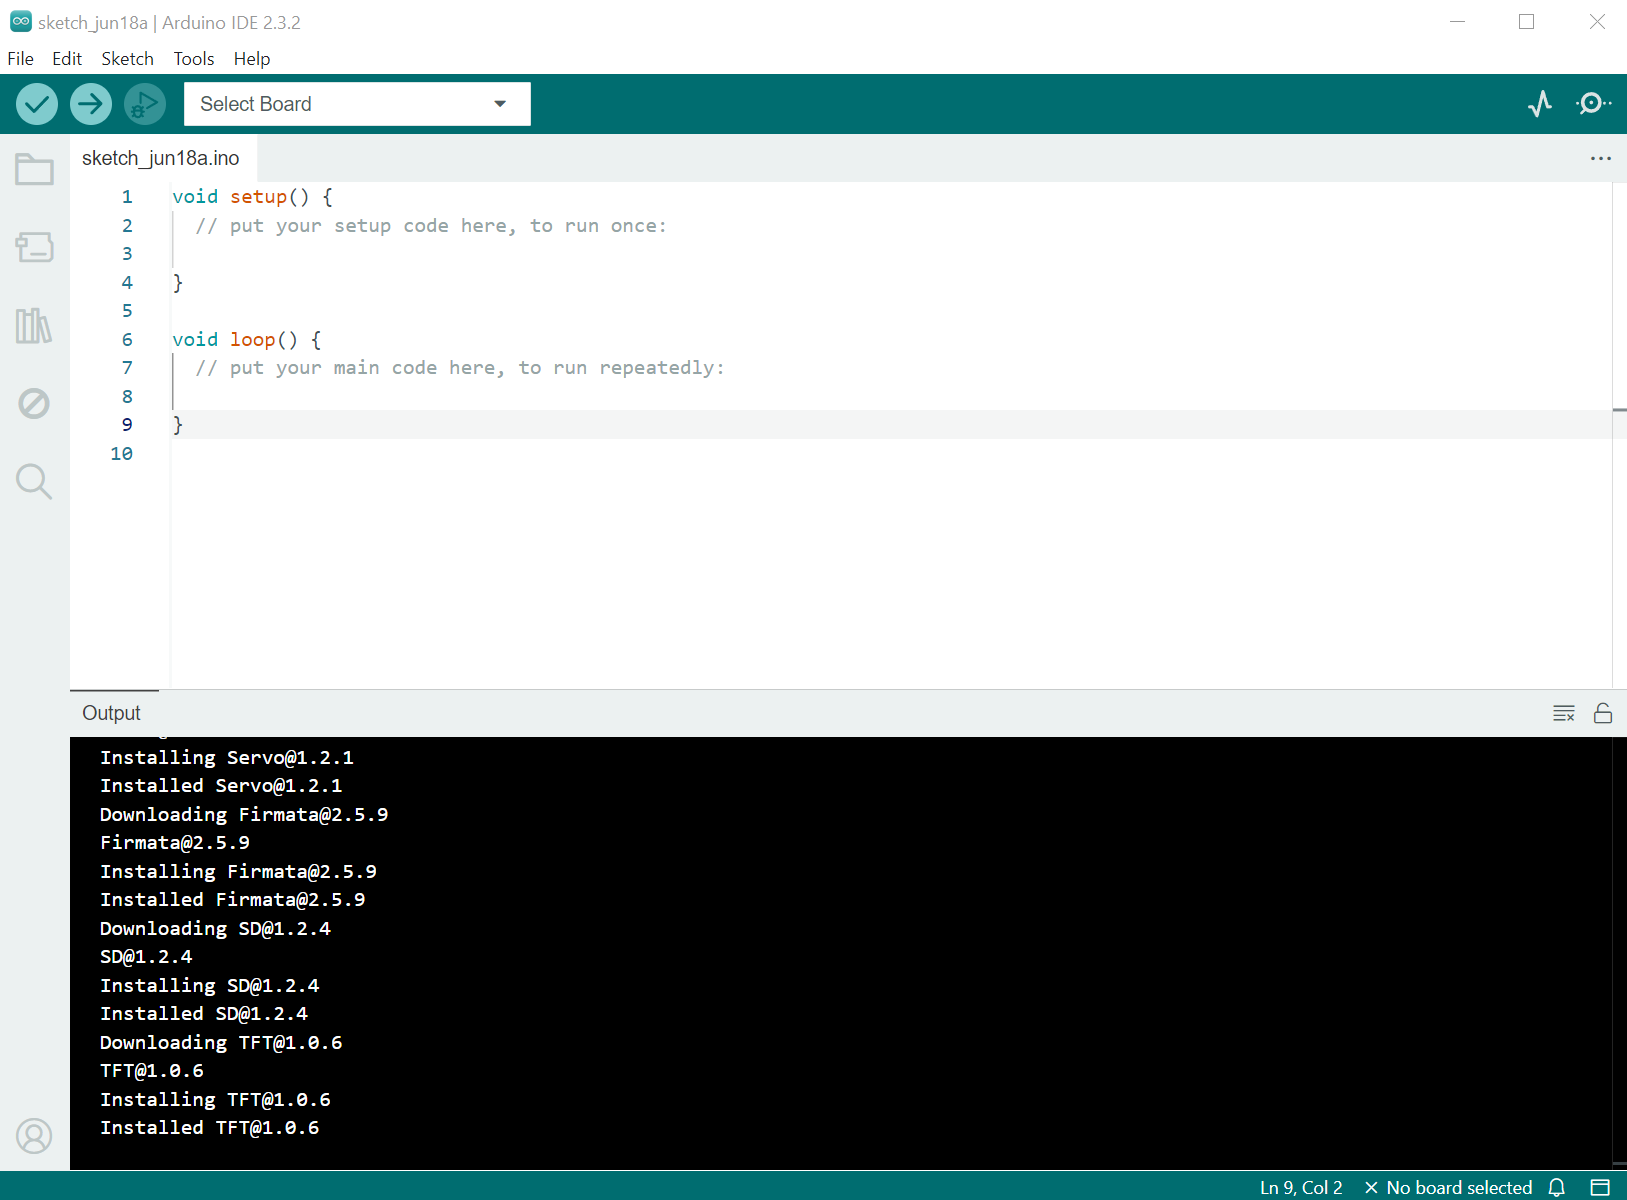 sketch_jun18a | Arduino IDE 2.3.2
File Edit Sketch Tools Help
Select Board
sketch_jun18a.ino
1 void setup() {
2 // put your setup code here, to run once:
3
4 }
5
6 void loop() {
7 // put your main code here, to run repeatedly:
8
9 }
10
Output
Installing Servo@1.2.1
Installed Servo@1.2.1
Downloading Firmata@2.5.9
Firmata@2.5.9
Installing Firmata@2.5.9
Installed Firmata@2.5.9
Downloading SD@1.2.4
SD@1.2.4
Installing SD@1.2.4
Installed SD@1.2.4
Downloading TFT@1.0.6
TFT@1.0.6
Installing TFT@1.0.6
Installed TFT@1.0.6
Ln 9, Col 2 × No board selected